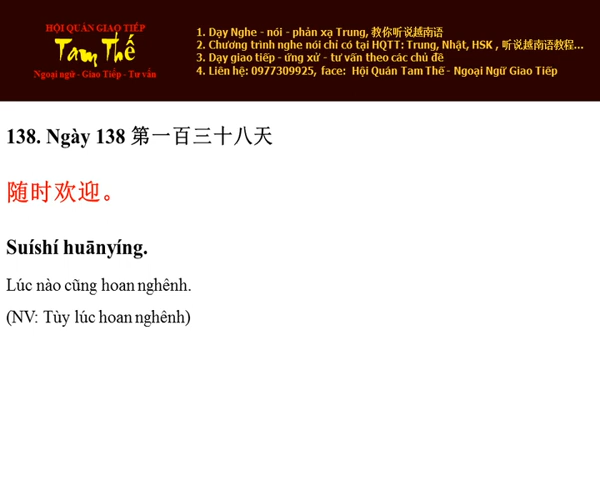 HỘI QUÁN GIAO TIẾP
Tam Thế
Ngoại ngữ - Giao Tiếp - Tư vấn
1. Dạy Nghe - nói - phản xạ Trung, 教你听说越南语
2. Chương trình nghe nói chỉ có tại HQTT: Trung, Nhật, HSK , 听说越南语教程...
3. Dạy giao tiếp - ứng xử - tư vấn theo các chủ đề
4. Liên hệ: 0977309925, face: Hội Quán Tam Thế - Ngoại Ngữ Giao Tiếp
138. Ngày 138 第一百三十八天
随时欢迎。
Suíshí huānyíng.
Lúc nào cũng hoan nghênh.
(NV: Tùy lúc hoan nghênh)